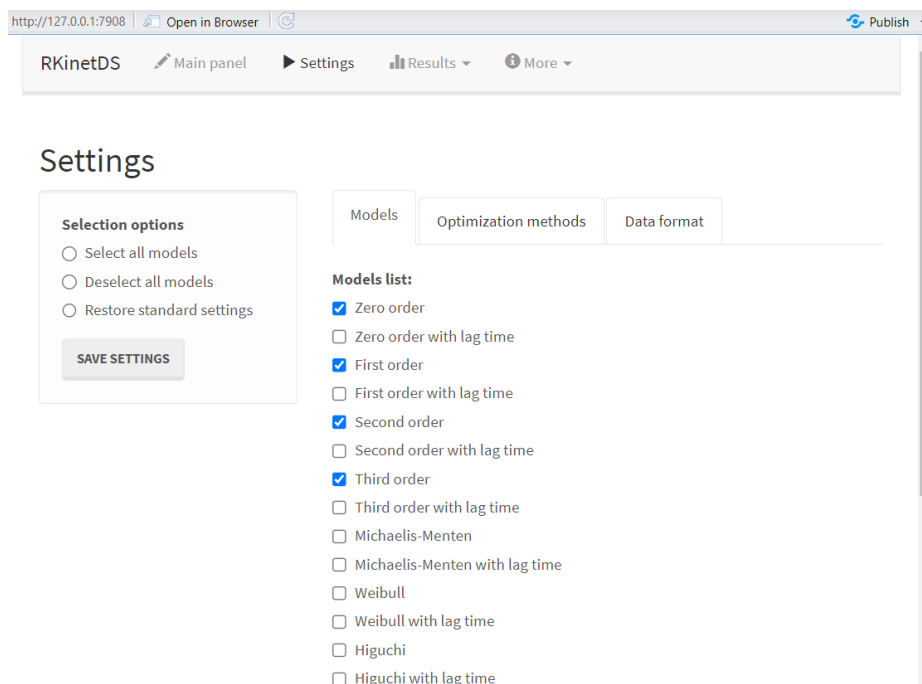 http://127.0.0.1:7908 Open in Browser Publish
RKinetDS Main panel Settings Results More
Settings
Selection options
Select all models
Deselect all models
Restore standard settings
SAVE SETTINGS
Models Optimization methods Data format
Models list:
Zero order
Zero order with lag time
First order
First order with lag time
Second order
Second order with lag time
Third order
Third order with lag time
Michaelis-Menten
Michaelis-Menten with lag time
Weibull
Weibull with lag time
Higuchi
Higuchi with lag time